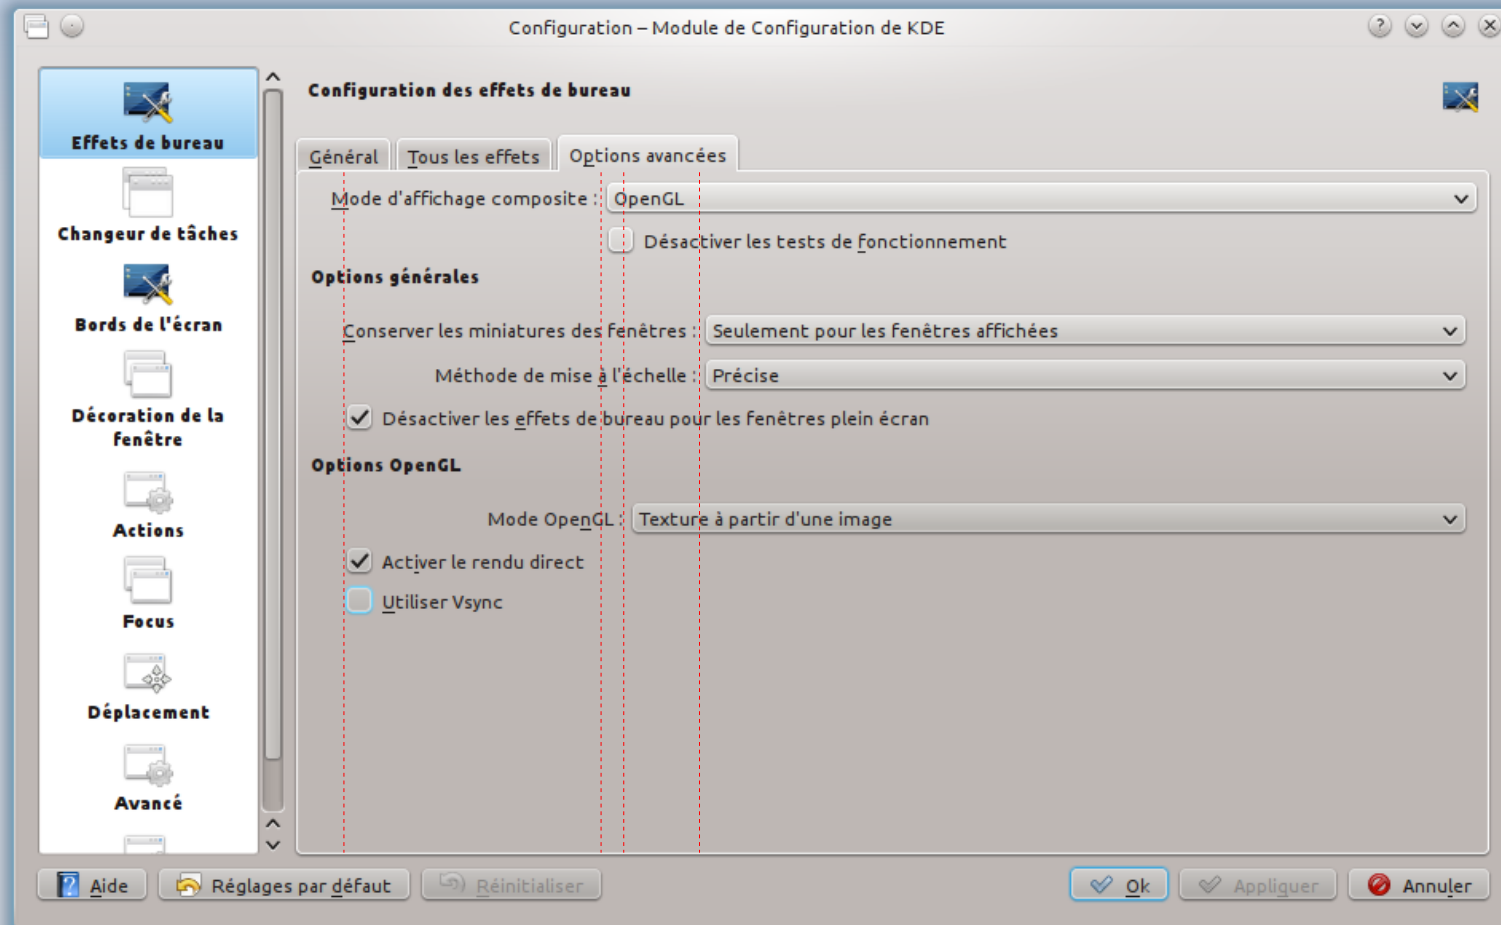 Configuration – Module de Configuration de KDE
Effets de bureau
Changeur de tâches
Bords de l'écran
Décoration de la
fenêtre
Actions
Focus
Déplacement
Avancé
Configuration des effets de bureau
Général
Tous les effets
Options avancées
Mode d'affichage composite : OpenGL
Désactiver les tests de fonctionnement
Options générales
Conserver les miniatures des fenêtres : Seulement pour les fenêtres affichées
Méthode de mise à l'échelle : Précise
Désactiver les effets de bureau pour les fenêtres plein écran
Options OpenGL
Mode OpenGL : Texture à partir d'une image
Activer le rendu direct
Utiliser Vsync
Aide
Réglages par défaut
Réinitialiser
Ok
Appliquer
Annuler